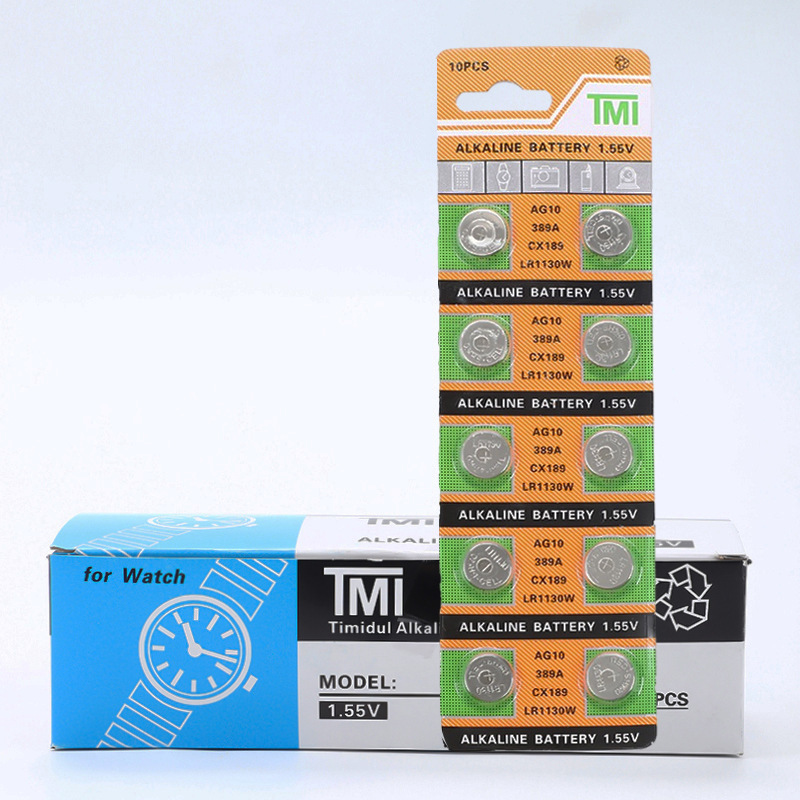 10PCS
TMI
ALKALINE BATTERY 1.55V
AG10
389A
CX189
LR1130W
ALKALINE BATTERY 1.55V
AG10
389A
CX189
LR1130W
ALKALINE BATTERY 1.55V
AG10
389A
CX189
LR1130W
ALKALINE BATTERY 1.55V
AG10
389A
CX189
LR1130W
ALKALINE BATTERY 1.55V
AG10
389A
CX189
LR1130W
ALKALINE BATTERY 1.55V
TMI
for Watch
TMI
Timidul Alkal
MODEL:
1.55V
PCS